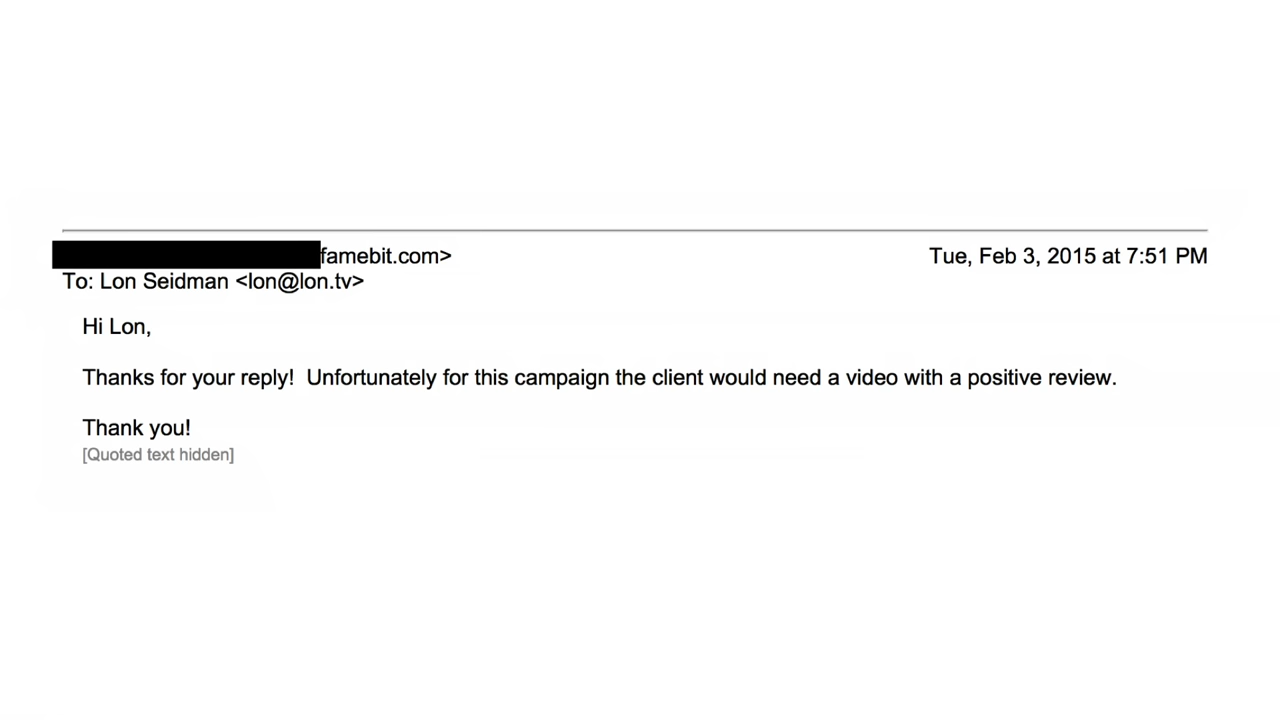 famebit.com>
Tue, Feb 3, 2015 at 7:51 PM
To: Lon Seidman <lon@lon.tv>
Hi Lon,
Thanks for your reply!  Unfortunately for this campaign the client would need a video with a positive review.
Thank you!
[Quoted text hidden]